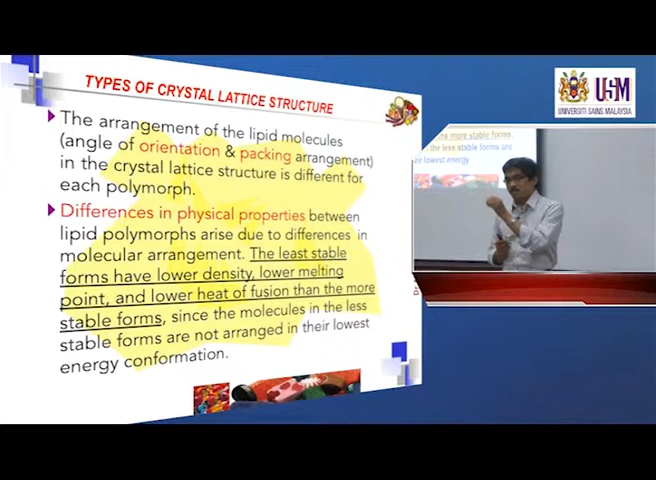 TYPES OF CRYSTAL LATTICE STRUCTURE
The arrangement of the lipid molecules
(angle of orientation & packing arrangement)
in the crystal lattice structure is different for
each polymorph.
Differences in physical properties between
lipid polymorphs arise due to differences in
molecular arrangement. The least stable
forms have lower density, lower melting
point, and lower heat of fusion than the more
stable forms, since the molecules in the less
stable forms are not arranged in their lowest
energy conformation.
USM
UNIVERSITI SAINS MALAYSIA
more stable forms.
the less stable forms are
lowest energy